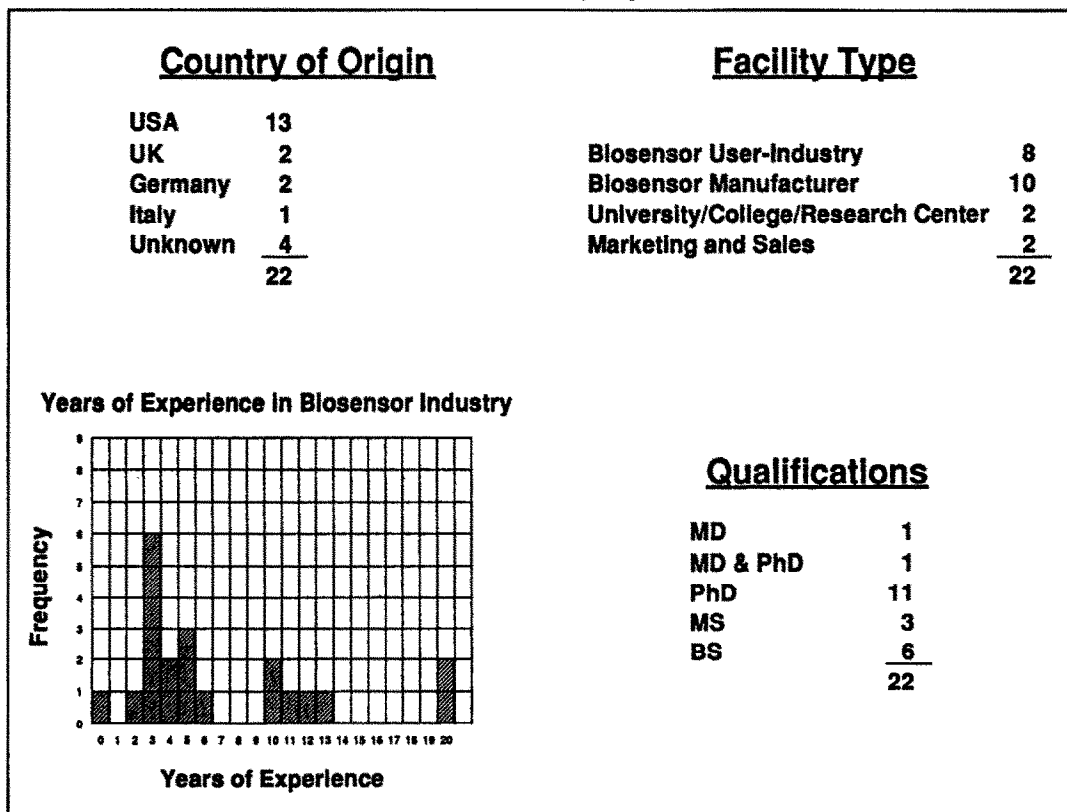 Country of Origin
USA 13
UK 2
Germany 2
Italy 1
Unknown 4
22
Facility Type
Biosensor User-Industry 8
Biosensor Manufacturer 10
University/College/Research Center 2
Marketing and Sales 2
22
Years of Experience in Biosensor Industry
9
8
7
6
5
4
3
2
1
0
Frequency
0 1 2 3 4 5 6 7 8 9 10 11 12 13 14 15 16 17 18 19 20
Years of Experience
Qualifications
MD 1
MD & PhD 1
PhD 11
MS 3
BS 6
22